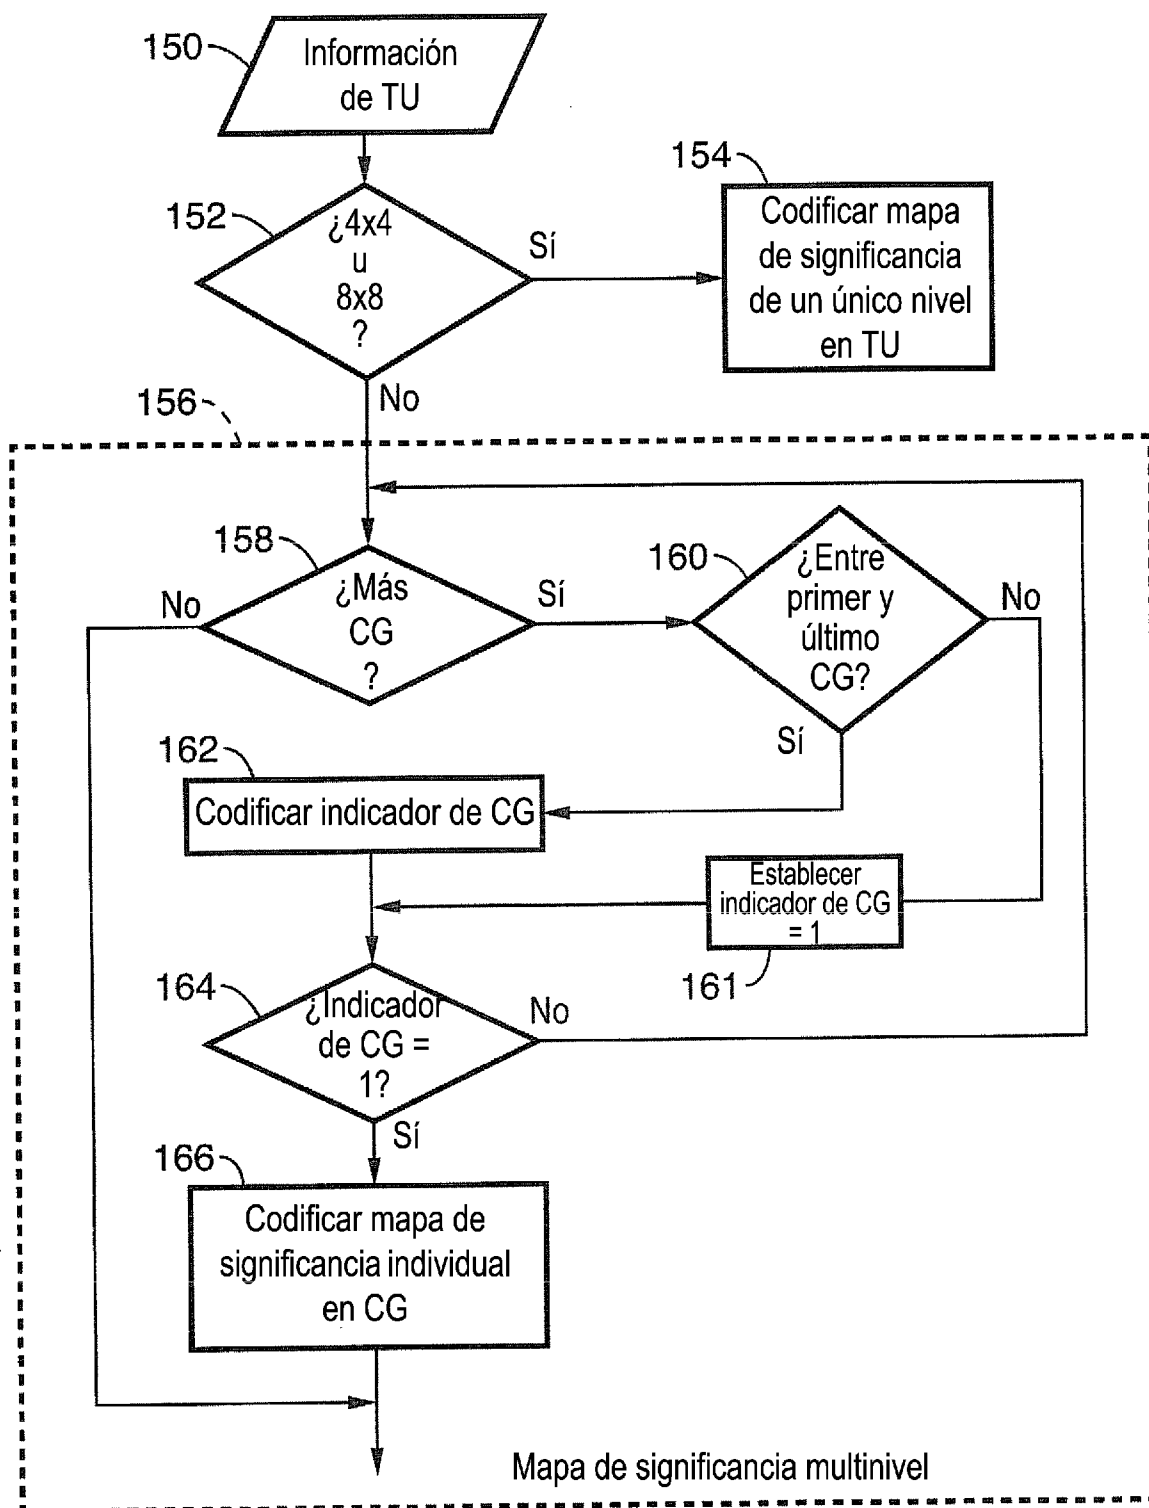 150
Información
de TU
152
¿4x4
u
8x8
?
Sí
No
154
Codificar mapa
de significancia
de un único nivel
en TU
156
158
¿Más
CG
?
No
Sí
160
¿Entre
primer y
último
CG?
No
Sí
162
Codificar indicador de CG
Establecer
indicador de CG
= 1
161
164
¿Indicador
de CG =
1?
No
Sí
166
Codificar mapa de
significancia individual
en CG
Mapa de significancia multinivel